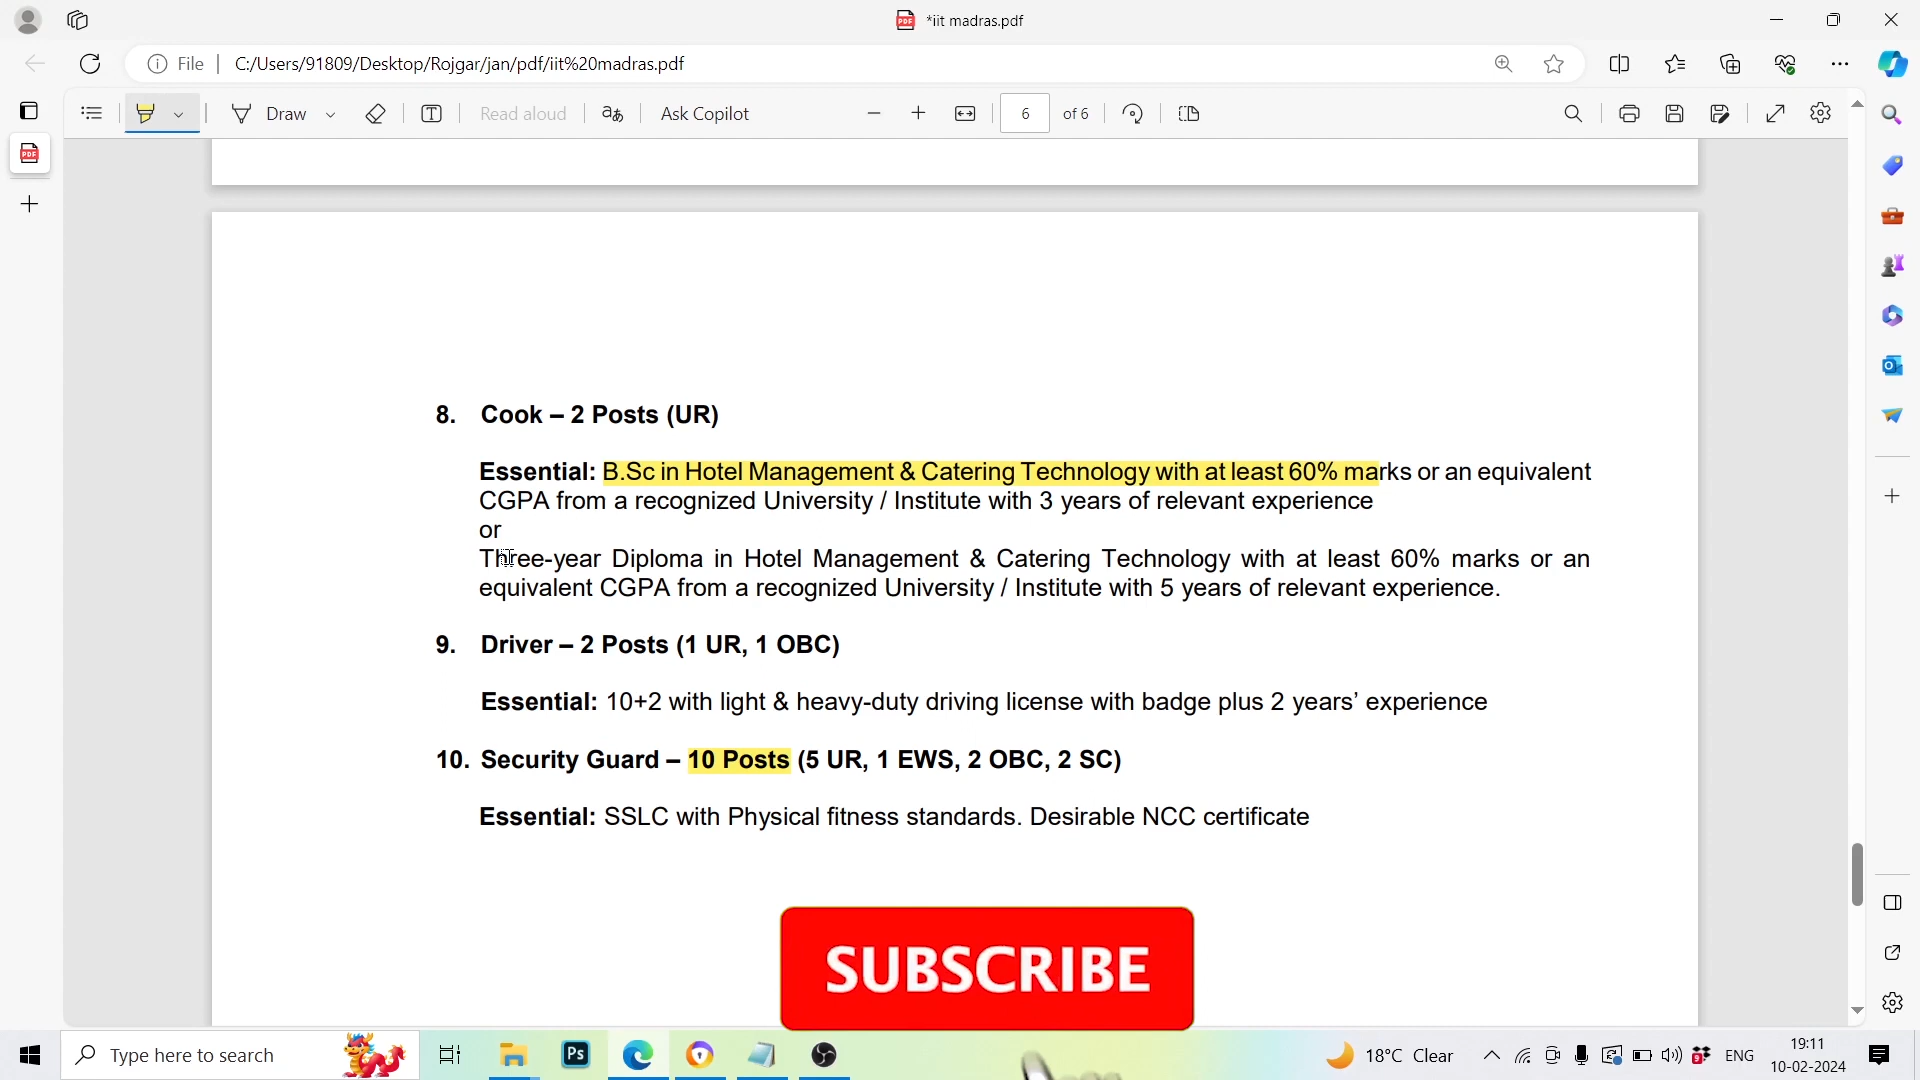 *iit madras.pdf
File
C:/Users/91809/Desktop/Rojgar/jan/pdf/iit%20madras.pdf
Draw
Read aloud
aあ
Ask Copilot
6
of 6
8. Cook – 2 Posts (UR)
Essential: B.Sc in Hotel Management & Catering Technology with at least 60% marks or an equivalent
CGPA from a recognized University / Institute with 3 years of relevant experience
or
Three-year Diploma in Hotel Management & Catering Technology with at least 60% marks or an
equivalent CGPA from a recognized University / Institute with 5 years of relevant experience.
9. Driver – 2 Posts (1 UR, 1 OBC)
Essential: 10+2 with light & heavy-duty driving license with badge plus 2 years’ experience
10. Security Guard – 10 Posts (5 UR, 1 EWS, 2 OBC, 2 SC)
Essential: SSLC with Physical fitness standards. Desirable NCC certificate
SUBSCRIBE
Type here to search
Ps
18°C Clear
ENG
19:11
10-02-2024